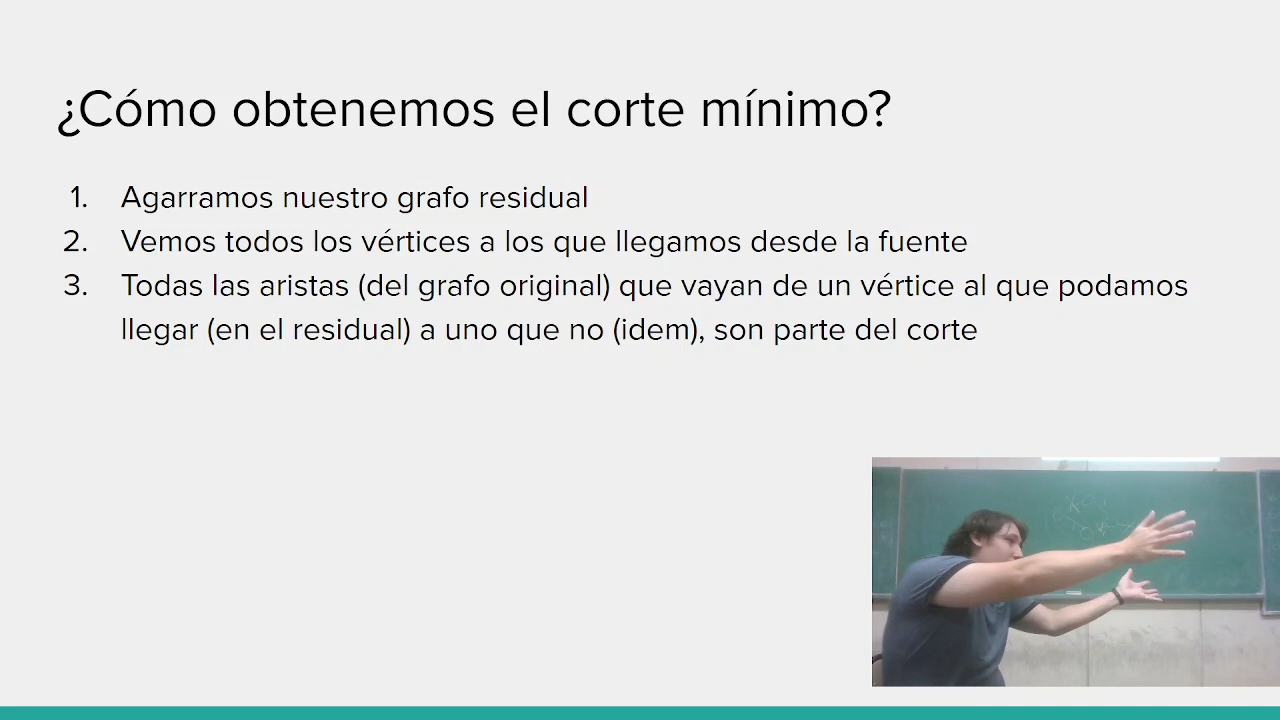 ¿Cómo obtenemos el corte mínimo?
1. Agarramos nuestro grafo residual
2. Vemos todos los vértices a los que llegamos desde la fuente
3. Todas las aristas (del grafo original) que vayan de un vértice al que podamos
llegar (en el residual) a uno que no (idem), son parte del corte